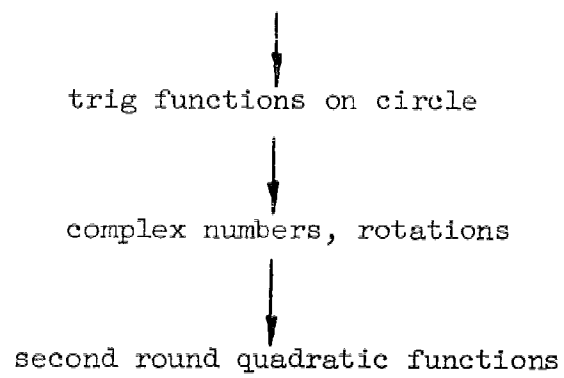 trig functions on circle
complex numbers, rotations
second round quadratic functions